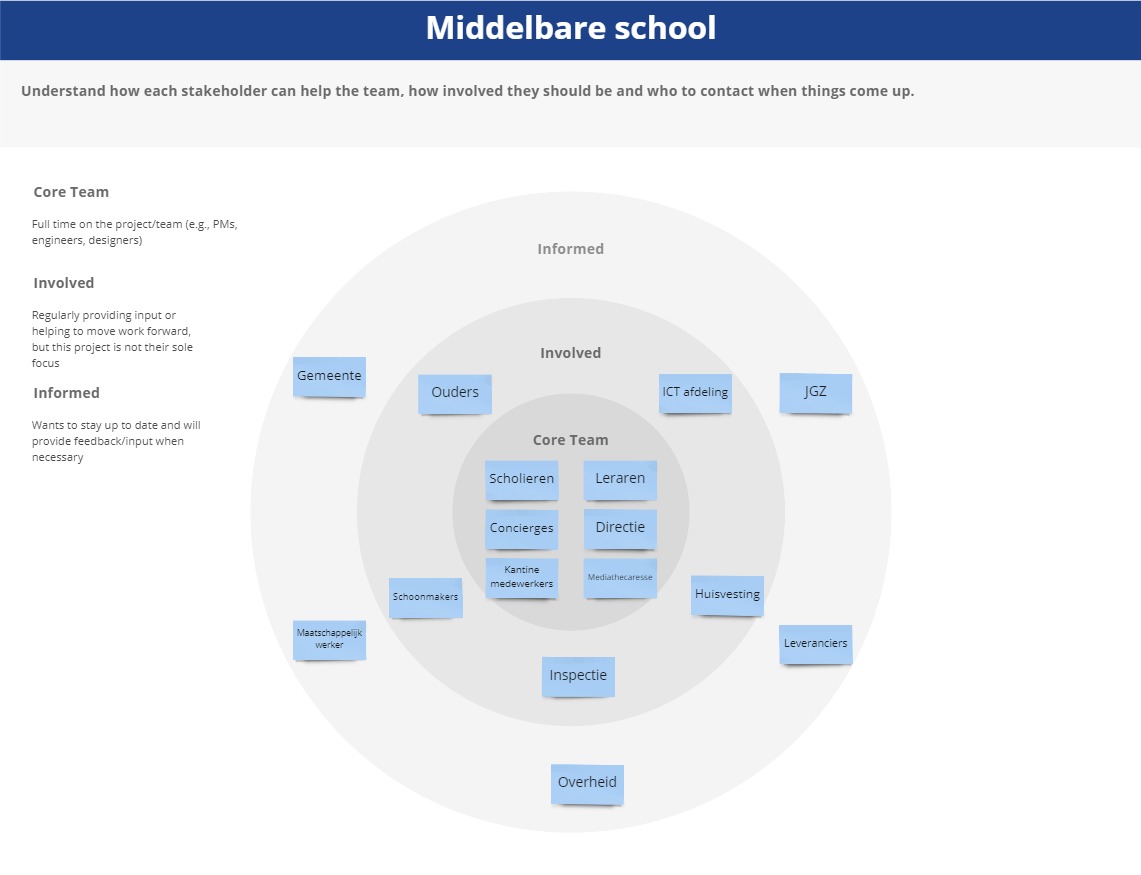 Middelbare school
Understand how each stakeholder can help the team, how involved they should be and who to contact when things come up.
Core Team
Full time on the project/team (e.g., PMs,
engineers, designers)
Involved
Regularly providing input or
helping to move work forward,
but this project is not their sole
focus
Informed
Wants to stay up to date and will
provide feedback/input when
necessary
Informed
Involved
Gemeente
Ouders
ICT afdeling
JGZ
Core Team
Scholieren
Leraren
Concierges
Directie
Kantine
medewerkers
Mediathecaresse
Schoonmakers
Huisvesting
Maatschappelijk
werker
Leveranciers
Inspectie
Overheid